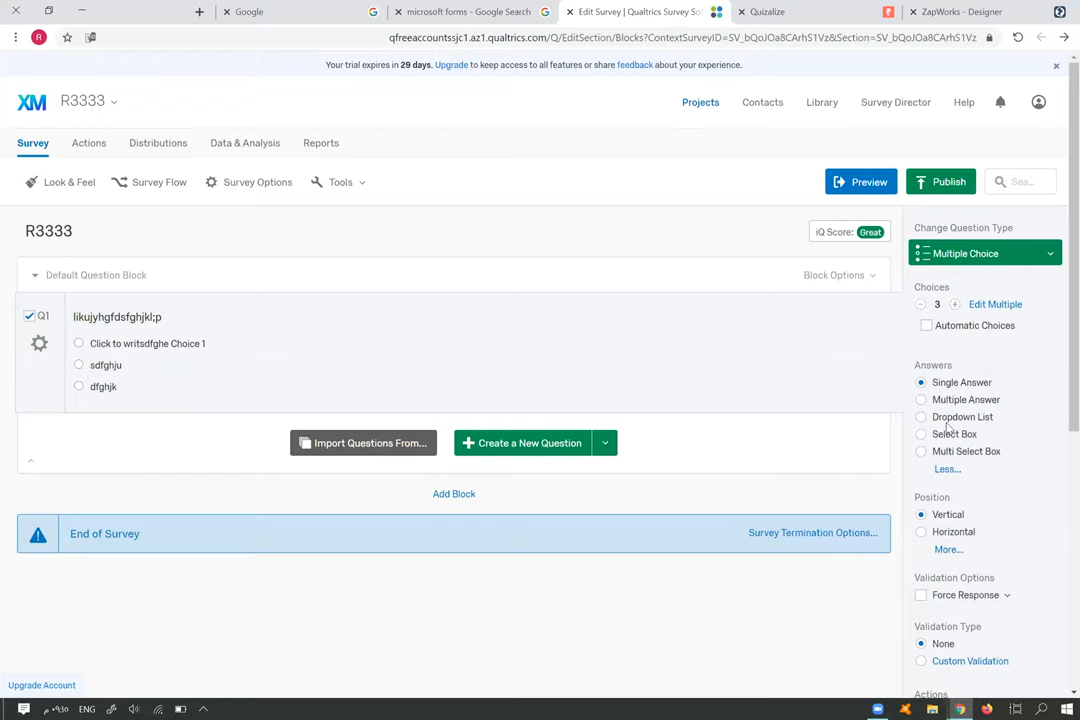 Google
microsoft forms - Google Search
Edit Survey | Qualtrics Survey So
Quizalize
ZapWorks - Designer
R
qfreeaccountssjc1.az1.qualtrics.com/Q/EditSection/Blocks?ContextSurveyID=SV_bQoJOa8CArhS1Vz&Section=SV_bQoJOa8CArhS1Vz
Your trial expires in 29 days. Upgrade to keep access to all features or share feedback about your experience.
XM R3333
Projects Contacts Library Survey Director Help
Survey Actions Distributions Data & Analysis Reports
Look & Feel Survey Flow Survey Options Tools Preview Publish Sea...
R3333
iQ Score: Great
Default Question Block
Block Options
Q1
likujyhgfdsfghjkl;p
Click to writsdfghe Choice 1
sdfghju
dfghjk
Import Questions From... Create a New Question
Add Block
End of Survey
Survey Termination Options...
Change Question Type
Multiple Choice
Choices
3 Edit Multiple
Automatic Choices
Answers
Single Answer
Multiple Answer
Dropdown List
Select Box
Multi Select Box
Less...
Position
Vertical
Horizontal
More...
Validation Options
Force Response
Validation Type
None
Custom Validation
Actions
Upgrade Account
ENG